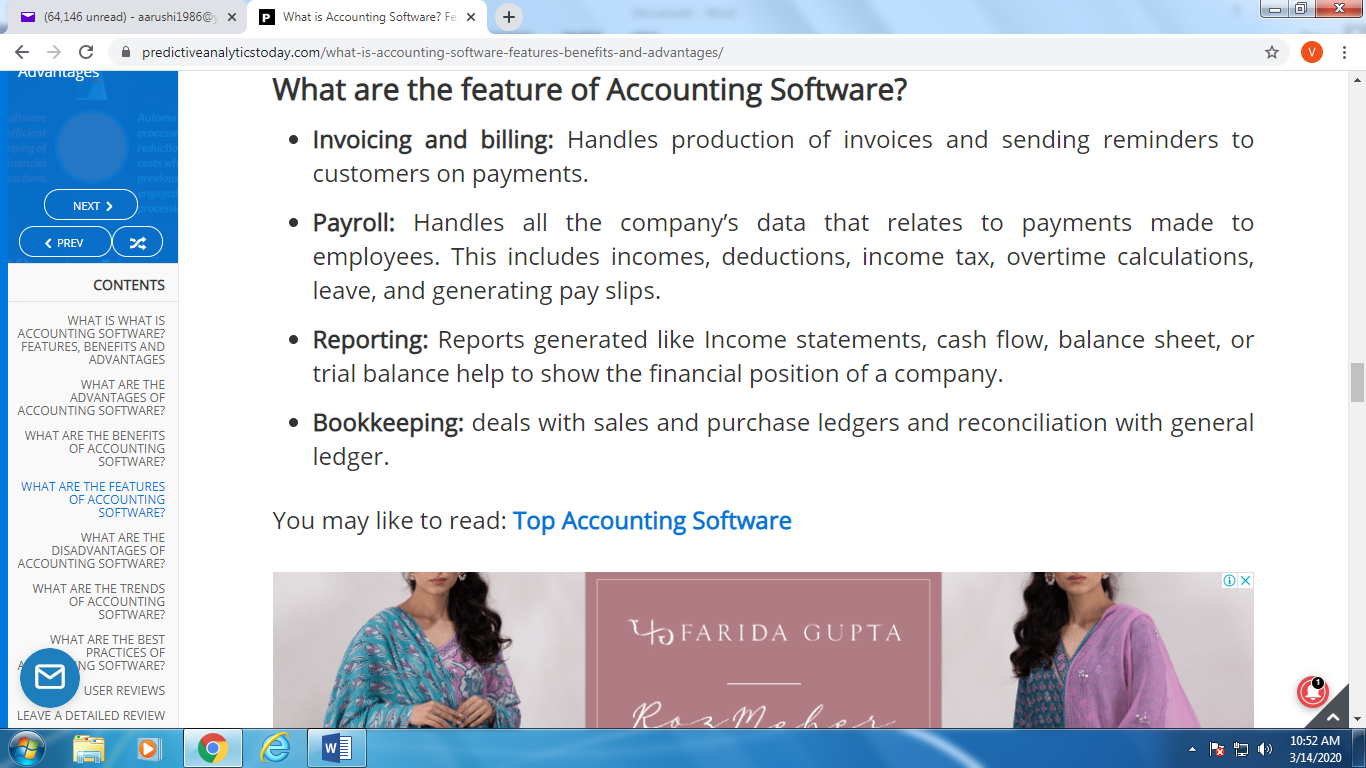 (64,146 unread) - aarushi1986@y
What is Accounting Software? Fe
predictiveanalyticstoday.com/what-is-accounting-software-features-benefits-and-advantages/
V
Advantages
NEXT
PREV
CONTENTS
WHAT IS WHAT IS
ACCOUNTING SOFTWARE?
FEATURES, BENEFITS AND
ADVANTAGES
WHAT ARE THE
ADVANTAGES OF
ACCOUNTING SOFTWARE?
WHAT ARE THE BENEFITS
OF ACCOUNTING
SOFTWARE?
WHAT ARE THE FEATURES
OF ACCOUNTING
SOFTWARE?
WHAT ARE THE
DISADVANTAGES OF
ACCOUNTING SOFTWARE?
WHAT ARE THE TRENDS
OF ACCOUNTING
SOFTWARE?
WHAT ARE THE BEST
PRACTICES OF
SOFTWARE?
USER REVIEWS
LEAVE A DETAILED REVIEW
What are the feature of Accounting Software?
Invoicing and billing: Handles production of invoices and sending reminders to
customers on payments.
Payroll: Handles all the company's data that relates to payments made to
employees. This includes incomes, deductions, income tax, overtime calculations,
leave, and generating pay slips.
Reporting: Reports generated like Income statements, cash flow, balance sheet, or
trial balance help to show the financial position of a company.
Bookkeeping: deals with sales and purchase ledgers and reconciliation with general
ledger.
You may like to read: Top Accounting Software
FARIDA GUPTA
Roz Meher
1
10:52 AM
3/14/2020